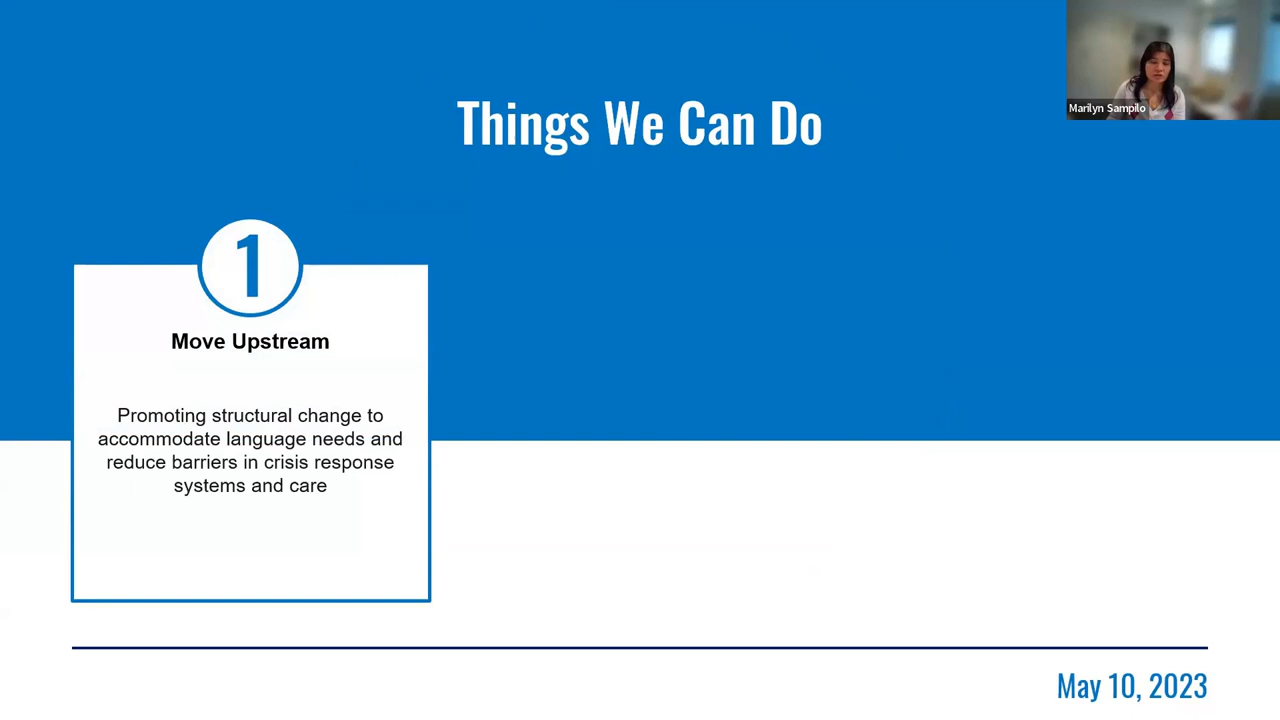 Marilyn Sampilo
Things We Can Do
1
Move Upstream
Promoting structural change to
accommodate language needs and
reduce barriers in crisis response
systems and care
May 10, 2023